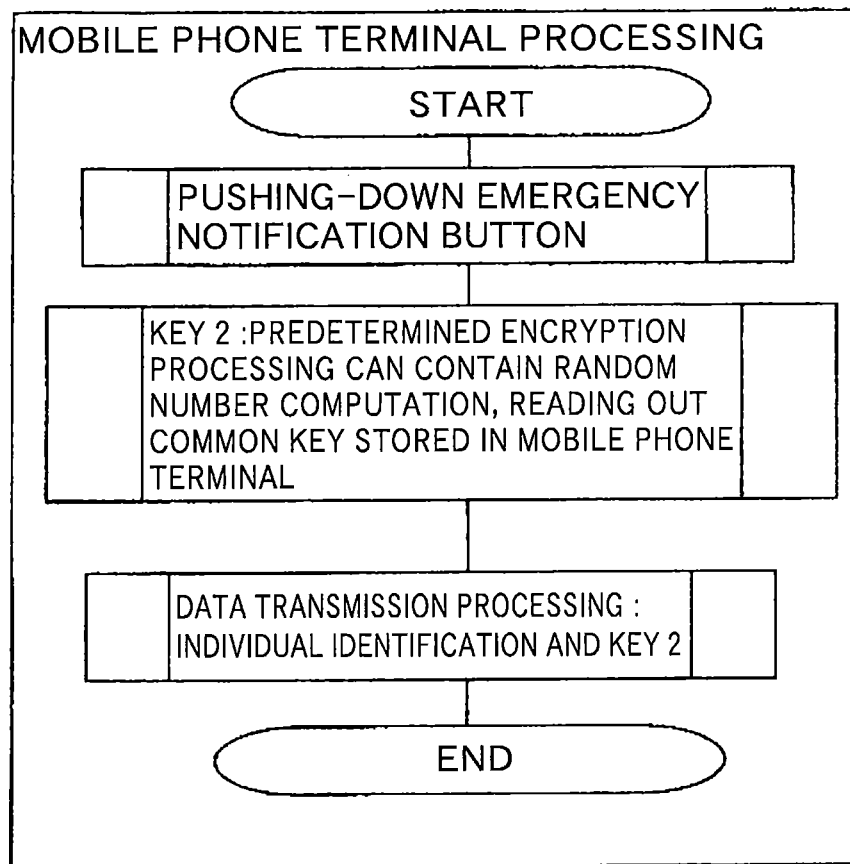 MOBILE PHONE TERMINAL PROCESSING
START
PUSHING-DOWN EMERGENCY
NOTIFICATION BUTTON
KEY 2 :PREDETERMINED ENCRYPTION
PROCESSING CAN CONTAIN RANDOM
NUMBER COMPUTATION, READING OUT
COMMON KEY STORED IN MOBILE PHONE
TERMINAL
DATA TRANSMISSION PROCESSING :
INDIVIDUAL IDENTIFICATION AND KEY 2
END